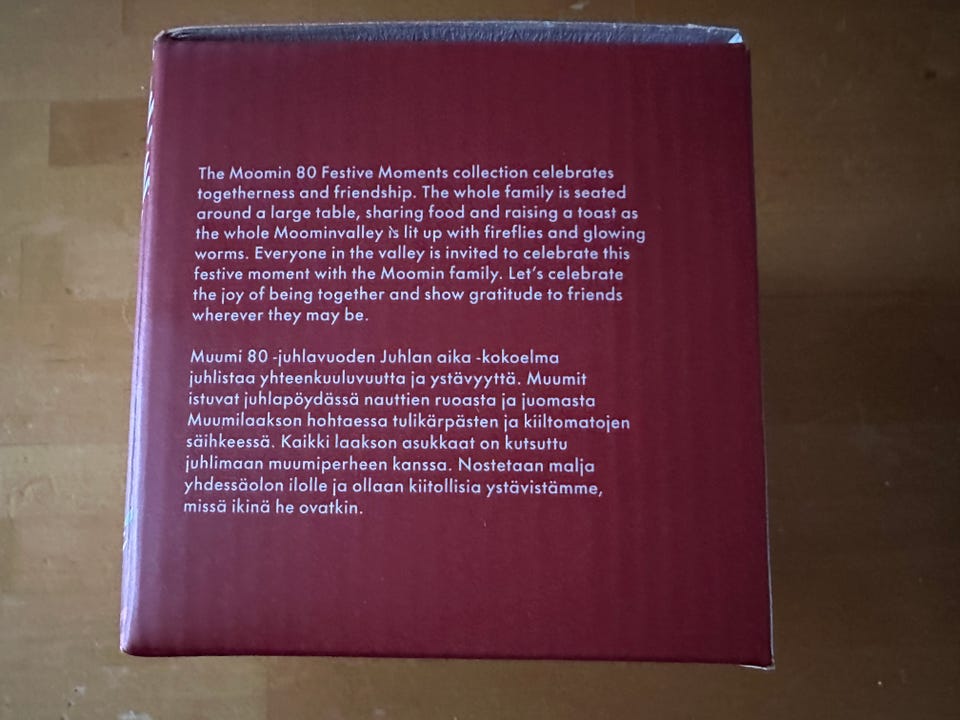 The Moomin 80 Festive Moments collection celebrates
togetherness and friendship. The whole family is seated
around a large table, sharing food and raising a toast as
the whole Moominvalley is lit up with fireflies and glowing
worms. Everyone in the valley is invited to celebrate this
festive moment with the Moomin family. Let's celebrate
the joy of being together and show gratitude to friends
wherever they may be.
Muumi 80 -juhlavuoden Juhlan aika -kokoelma
juhlistaa yhteenkuuluvuutta ja ystävyyttä. Muumit
istuvat juhlapöydässä nauttien ruoasta ja juomasta
Muumilaakson hohtaessa tulikärpästen ja kiiltomatojen
säihkeessä. Kaikki laakson asukkaat on kutsuttu
juhlimaan muumiperheen kanssa. Nostetaan malja
yhdessäolon ilolle ja ollaan kiitollisia ystävistämme,
missä ikinä he ovatkin.